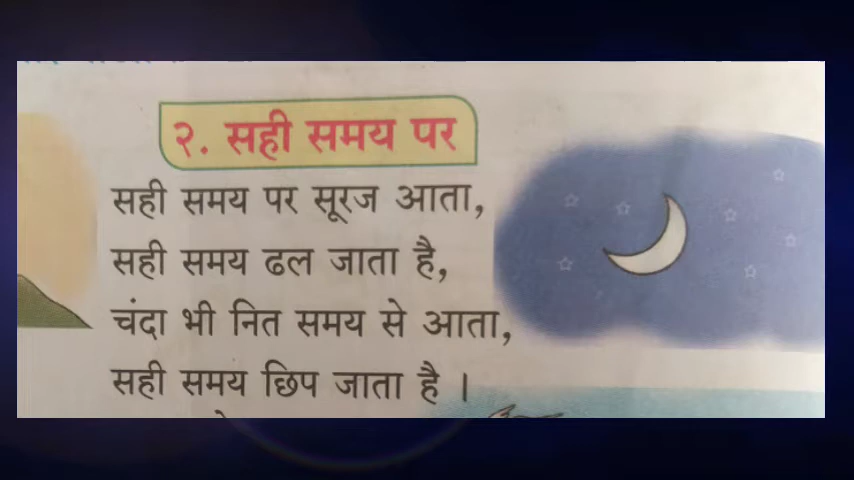 २. सही समय पर
सही समय पर सूरज आता,
सही समय ढल जाता है,
चंदा भी नित समय से आता,
सही समय छिप जाता है ।